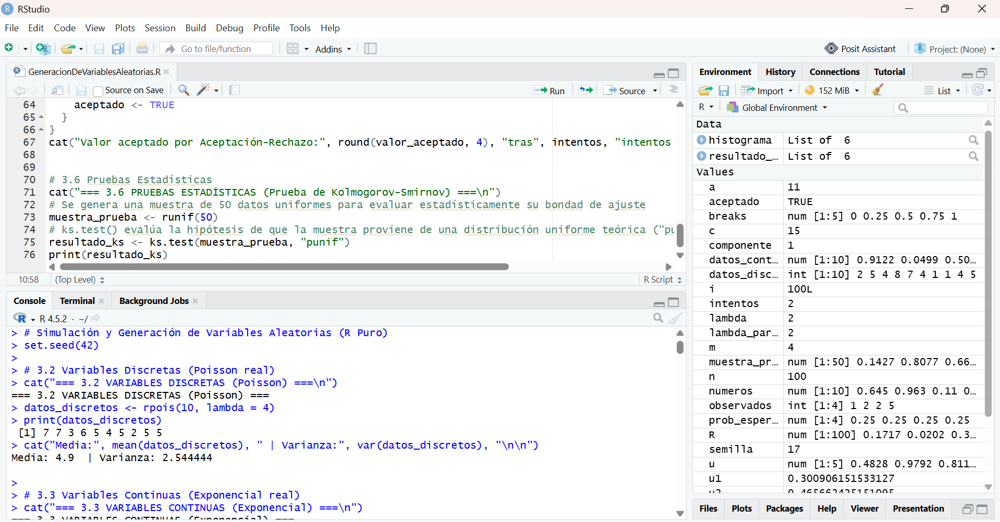 RStudio
File Edit Code View Plots Session Build Debug Profile Tools Help
Go to file/function Addins Posit Assistant Project: (None)
GeneracionDeVariablesAleatorias.R
Source on Save Run Source
64 aceptado <- TRUE
65 }
66 }
67 cat("Valor aceptado por Aceptación-Rechazo:", round(valor_aceptado, 4), "tras", intentos, "intentos
68
69
70 # 3.6 Pruebas Estadísticas
71 cat("=== 3.6 PRUEBAS ESTADÍSTICAS (Prueba de Kolmogorov-Smirnov) ===\n")
72 # Se genera una muestra de 50 datos uniformes para evaluar estadísticamente su bondad de ajuste
73 muestra_prueba <- runif(50)
74 # ks.test() evalúa la hipótesis de que la muestra proviene de una distribución uniforme teórica ("pu
75 resultado_ks <- ks.test(muestra_prueba, "punif")
76 print(resultado_ks)
10:58 (Top Level) R Script
Console Terminal Background Jobs
R 4.5.2 · ~/
> # Simulación y Generación de Variables Aleatorias (R Puro)
> set.seed(42)
>
> # 3.2 Variables Discretas (Poisson real)
> cat("=== 3.2 VARIABLES DISCRETAS (Poisson) ===\n")
=== 3.2 VARIABLES DISCRETAS (Poisson) ===
> datos_discretos <- rpois(10, lambda = 4)
> print(datos_discretos)
[1] 7 7 3 6 5 4 5 2 5 5
> cat("Media:", mean(datos_discretos), " | Varianza:", var(datos_discretos), "\n\n")
Media: 4.9 | Varianza: 2.544444
>
> # 3.3 Variables Continuas (Exponencial real)
> cat("=== 3.3 VARIABLES CONTINUAS (Exponencial) ===\n")
=== 3.3 VARIABLES CONTINUAS (Exponencial) ===
Environment History Connections Tutorial
Import 152 MiB List
R Global Environment
Data
histograma List of 6
resultado_... List of 6
Values
a 11
aceptado TRUE
breaks num [1:5] 0 0.25 0.5 0.75 1
c 15
componente 1
datos_cont... num [1:10] 0.9122 0.0499 0.50...
datos_disc... int [1:10] 2 5 4 8 7 4 1 1 4 5
i 100L
intentos 2
lambda 2
lambda_par... 2
m 4
muestra_pr... num [1:50] 0.1427 0.8077 0.66...
n 100
numeros num [1:10] 0.645 0.963 0.11 0...
observados int [1:4] 1 2 2 5
prob_esper... num [1:4] 0.25 0.25 0.25 0.25
R num [1:100] 0.1717 0.0202 0.3...
semilla 17
u num [1:5] 0.4828 0.9792 0.811...
u1 0.300906151533127
u2
Files Plots Packages Help Viewer Presentation